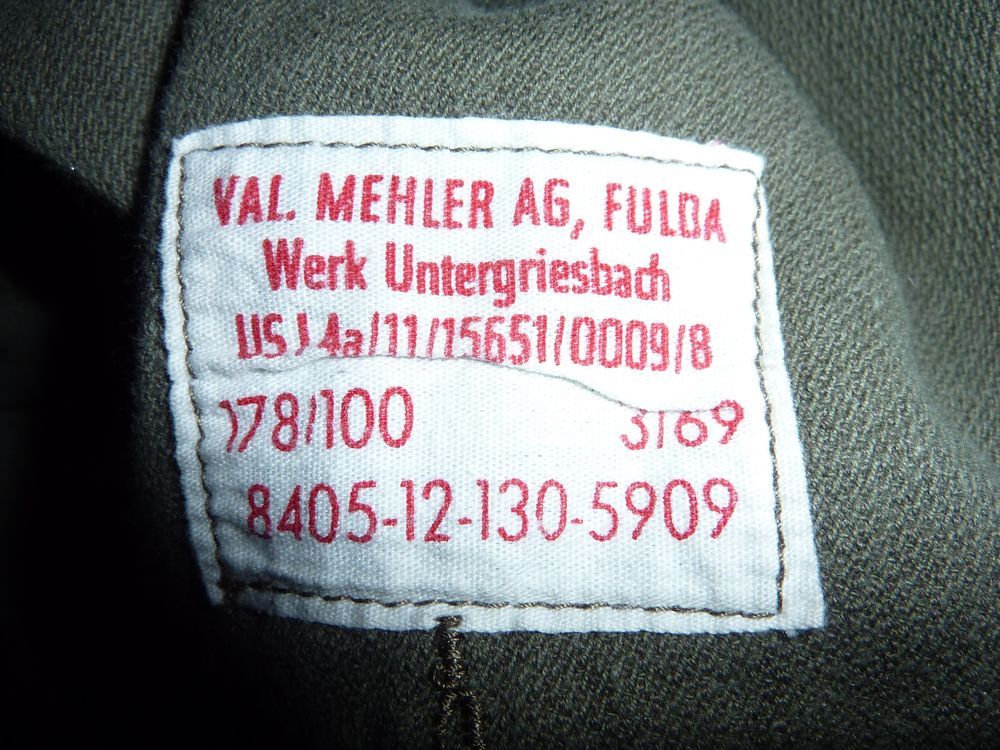 VAL. MEHLER AG, FULDA
Werk Untergriesbach
US J 4a/11/15651/0009/8
178/100 3/69
8405-12-130-5909